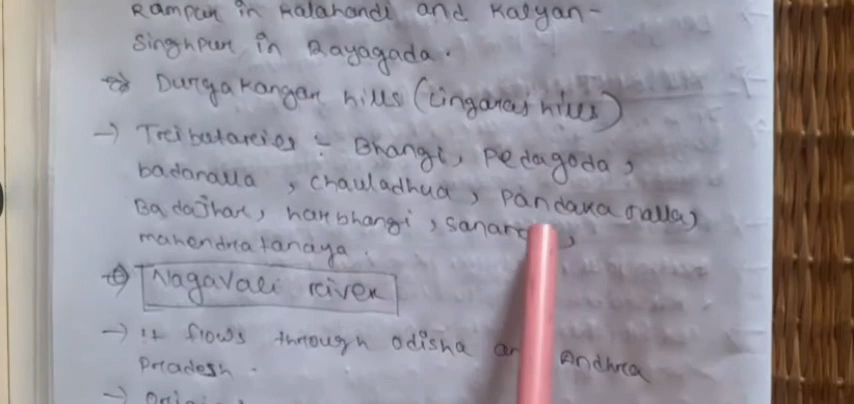 Rampur in Kalahandi and Kalyan-
Singhpur in Rayagada.
Durgakangar hills (Lingaraj hills)
→ Tributaries :- Bhangi, Pedagoda,
badanalla, Chauladhua, Pandaka nalla,
Badajhar, harbhangi,
mahendratanaya.
Nagavali river
→ it flows through Odisha Andhra
Pradesh.
→